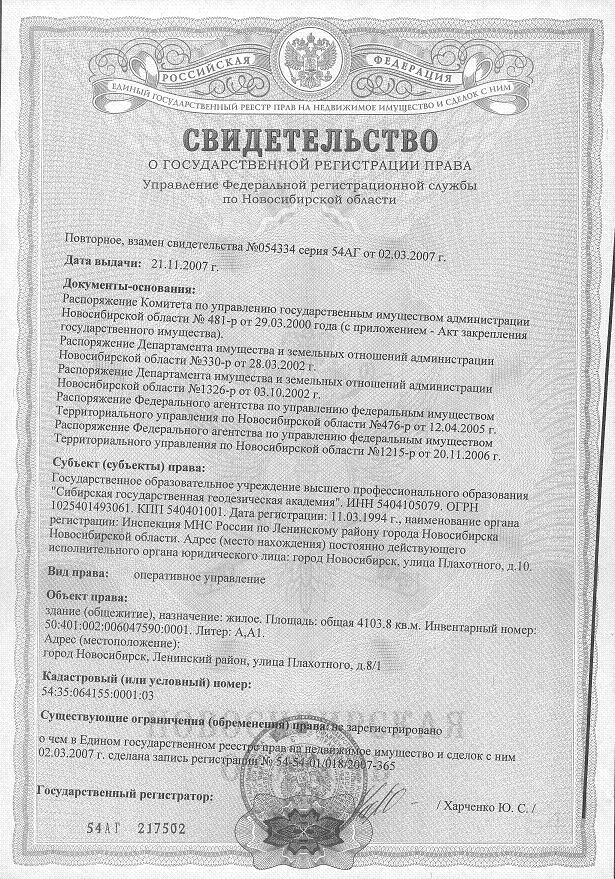 РОССИЙСКАЯ ФЕДЕРАЦИЯ
ЕДИНЫЙ ГОСУДАРСТВЕННЫЙ РЕЕСТР ПРАВ НА НЕДВИЖИМОЕ ИМУЩЕСТВО И СДЕЛОК С НИМ
СВИДЕТЕЛЬСТВО
О ГОСУДАРСТВЕННОЙ РЕГИСТРАЦИИ ПРАВА
Управление Федеральной регистрационной службы
по Новосибирской области
Повторное, взамен свидетельства №054334 серия 54АГ от 02.03.2007 г.
Дата выдачи: 21.11.2007 г.
Документы-основания:
Распоряжение Комитета по управлению государственным имуществом администрации
Новосибирской области № 481-р от 29.03.2000 года (с приложением - Акт закрепления
государственного имущества).
Распоряжение Департамента имущества и земельных отношений администрации
Новосибирской области №330-р от 28.03.2002 г.
Распоряжение Департамента имущества и земельных отношений администрации
Новосибирской области №1326-р от 03.10.2002 г.
Распоряжение Федерального агентства по управлению федеральным имуществом
Территориального управления по Новосибирской области №476-р от 12.04.2005 г.
Распоряжение Федерального агентства по управлению федеральным имуществом
Территориального управления по Новосибирской области №1215-р от 20.11.2006 г.
Субъект (субъекты) права:
Государственное образовательное учреждение высшего профессионального образования
"Сибирская государственная геодезическая академия". ИНН 5404105079. ОГРН
1025401493061. КПП 540401001. Дата регистрации: 11.03.1994 г., наименование органа
регистрации: Инспекция МНС России по Ленинскому району города Новосибирска
Новосибирской области. Адрес (место нахождения) постоянно действующего
исполнительного органа юридического лица: город Новосибирск, улица Плахотного, д.10.
Вид права: оперативное управление
Объект права:
здание (общежитие), назначение: жилое. Площадь: общая 4103.8 кв.м. Инвентарный номер:
50:401:002:006047590:0001. Литер: А,А1.
Адрес (местоположение):
город Новосибирск, Ленинский район, улица Плахотного, д.8/1
Кадастровый (или условный) номер:
54:35:064155:0001:03
Существующие ограничения (обременения) права: не зарегистрировано
о чем в Едином государственном реестре прав на недвижимое имущество и сделок с ним
02.03.2007 г. сделана запись регистрации № 54-54-01/018/2007-365
Государственный регистратор: / Харченко Ю. С. /
54АГ 217502